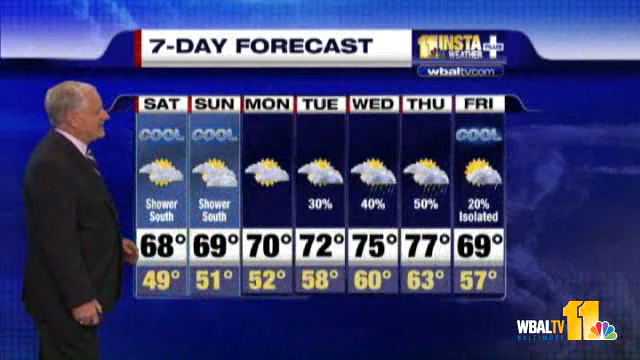 7-DAY FORECAST
11 INSTA WEATHER PLUS
wbaltv.com
SAT SUN MON TUE WED THU FRI
COOL COOL COOL
Shower South Shower South 30% 40% 50% 20% Isolated
68° 69° 70° 72° 75° 77° 69°
49° 51° 52° 58° 60° 63° 57°
WBALTV 11
BALTIMORE